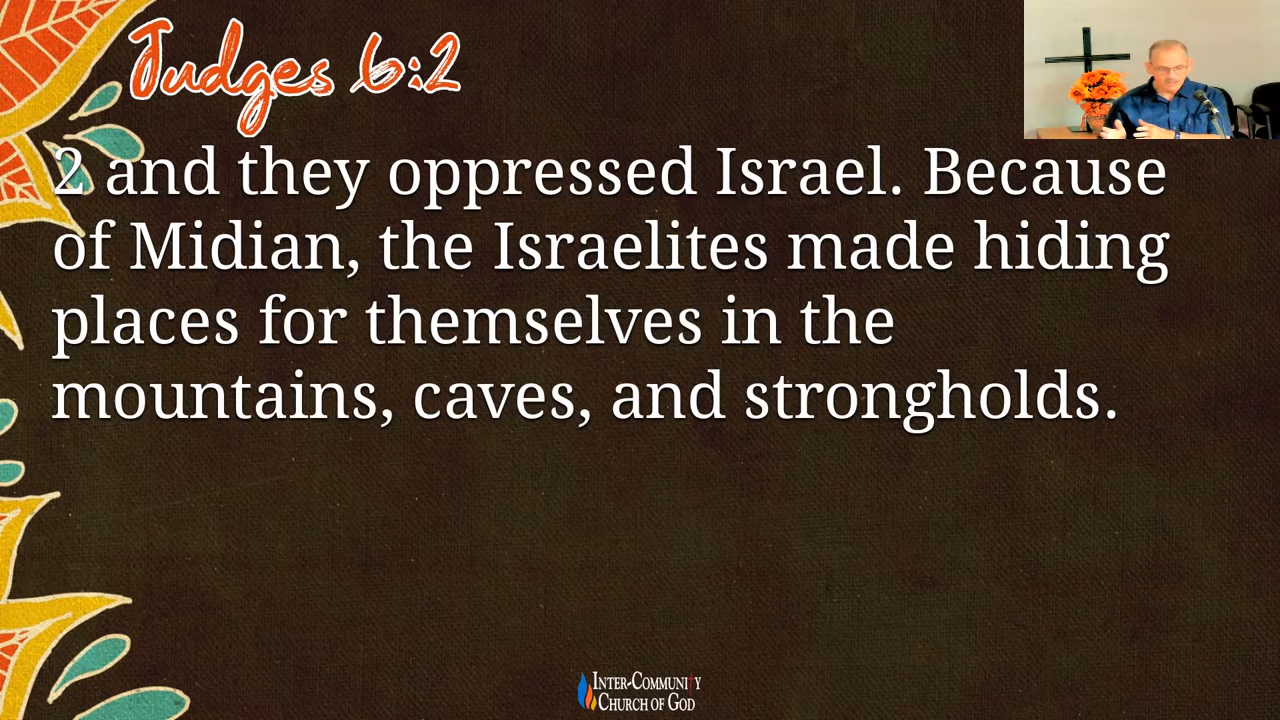 Judges 6:2
2 and they oppressed Israel. Because
of Midian, the Israelites made hiding
places for themselves in the
mountains, caves, and strongholds.
Inter-Community
Church of God